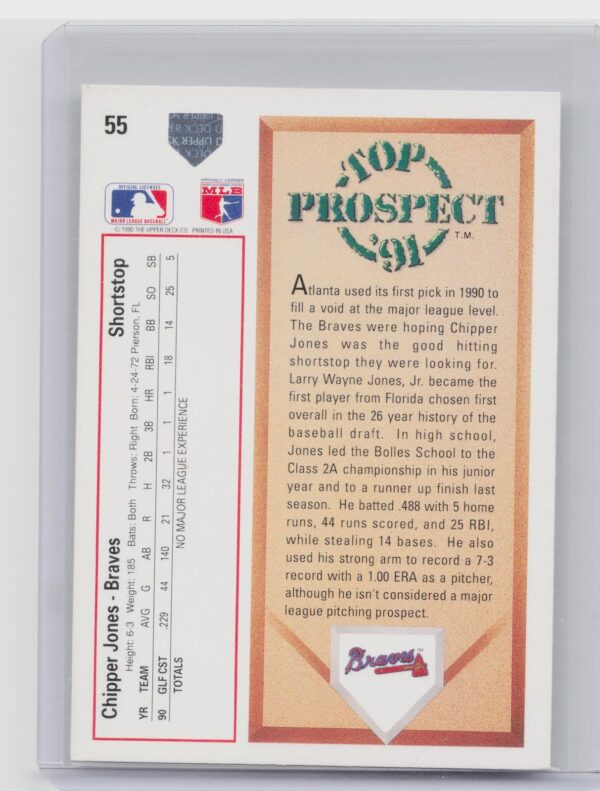 55
OFFICIAL LICENSEE
MAJOR LEAGUE BASEBALL
OFFICIALLY LICENSED
MLB
© 1990 THE UPPER DECK CO. PRINTED IN USA
Chipper Jones - Braves Shortstop
Height: 6-3 Weight: 185 Bats: Both Throws: Right Born: 4-24-72 Pierson, FL
YR TEAM AVG G AB R H 2B 3B HR RBI BB SO SB
90 GLF CST .229 44 140 21 32 1 1 1 18 14 25 5
TOTALS NO MAJOR LEAGUE EXPERIENCE
TOP
PROSPECT
'91
T.M.
Atlanta used its first pick in 1990 to
fill a void at the major league level.
The Braves were hoping Chipper
Jones was the good hitting
shortstop they were looking for.
Larry Wayne Jones, Jr. became the
first player from Florida chosen first
overall in the 26 year history of the
baseball draft. In high school,
Jones led the Bolles School to the
Class 2A championship in his junior
year and to a runner up finish last
season. He batted .488 with 5 home
runs, 44 runs scored, and 25 RBI,
while stealing 14 bases. He also
used his strong arm to record a 7-3
record with a 1.00 ERA as a pitcher,
although he isn't considered a major
league pitching prospect.
Braves